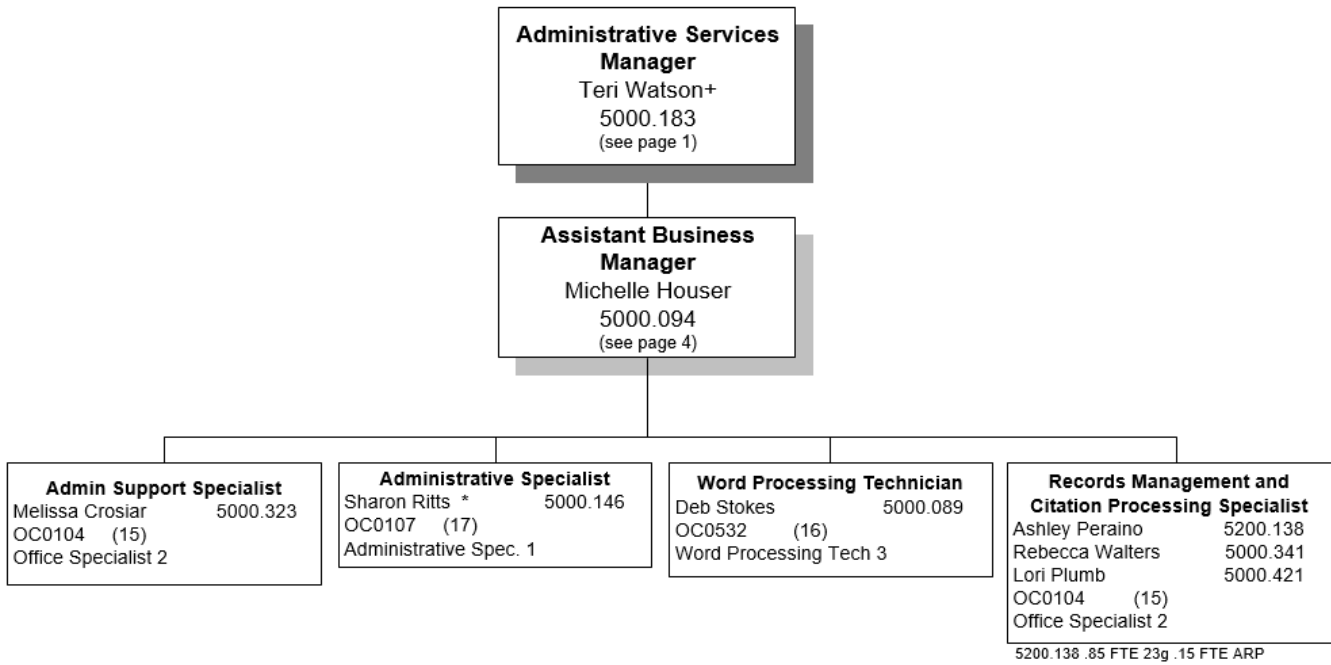 Administrative Services
Manager
Teri Watson+
5000.183
(see page 1)
Assistant Business
Manager
Michelle Houser
5000.094
(see page 4)
Admin Support Specialist
Melissa Crosiar 5000.323
OC0104 (15)
Office Specialist 2
Administrative Specialist
Sharon Ritts * 5000.146
OC0107 (17)
Administrative Spec. 1
Word Processing Technician
Deb Stokes 5000.089
OC0532 (16)
Word Processing Tech 3
Records Management and
Citation Processing Specialist
Ashley Peraino 5200.138
Rebecca Walters 5000.341
Lori Plumb 5000.421
OC0104 (15)
Office Specialist 2
5200.138 .85 FTE 23g .15 FTE ARP